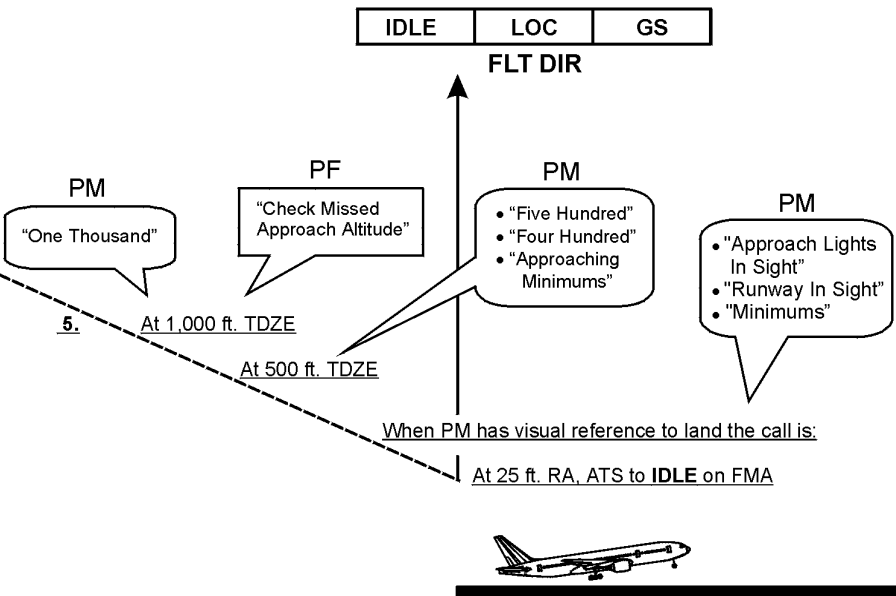 IDLE LOC GS
FLT DIR
PM
“One Thousand”
PF
“Check Missed
Approach Altitude”
PM
• “Five Hundred”
• “Four Hundred”
• “Approaching
Minimums”
PM
• "Approach Lights
In Sight”
• "Runway In Sight”
• "Minimums”
5. At 1,000 ft. TDZE
At 500 ft. TDZE
When PM has visual reference to land the call is:
At 25 ft. RA, ATS to IDLE on FMA